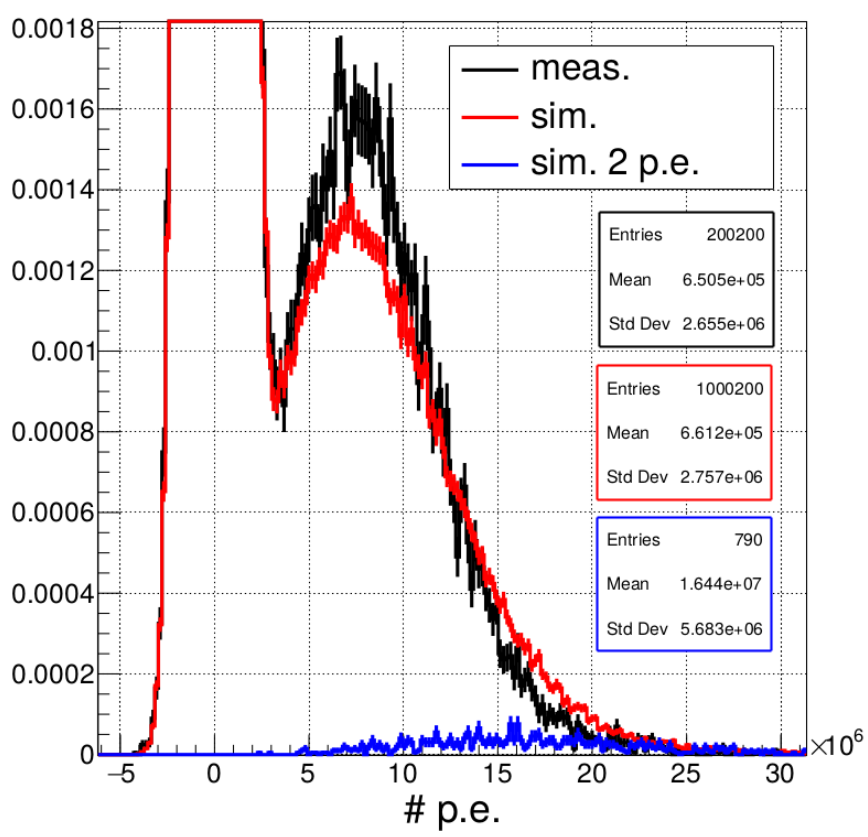 0.0018
0.0016
0.0014
0.0012
0.001
0.0008
0.0006
0.0004
0.0002
0
meas.
sim.
sim. 2 p.e.
Entries 200200
Mean 6.505e+05
Std Dev 2.655e+06
Entries 1000200
Mean 6.612e+05
Std Dev 2.757e+06
Entries 790
Mean 1.644e+07
Std Dev 5.683e+06
−5 0 5 10 15 20 25 30 ×10⁶
# p.e.